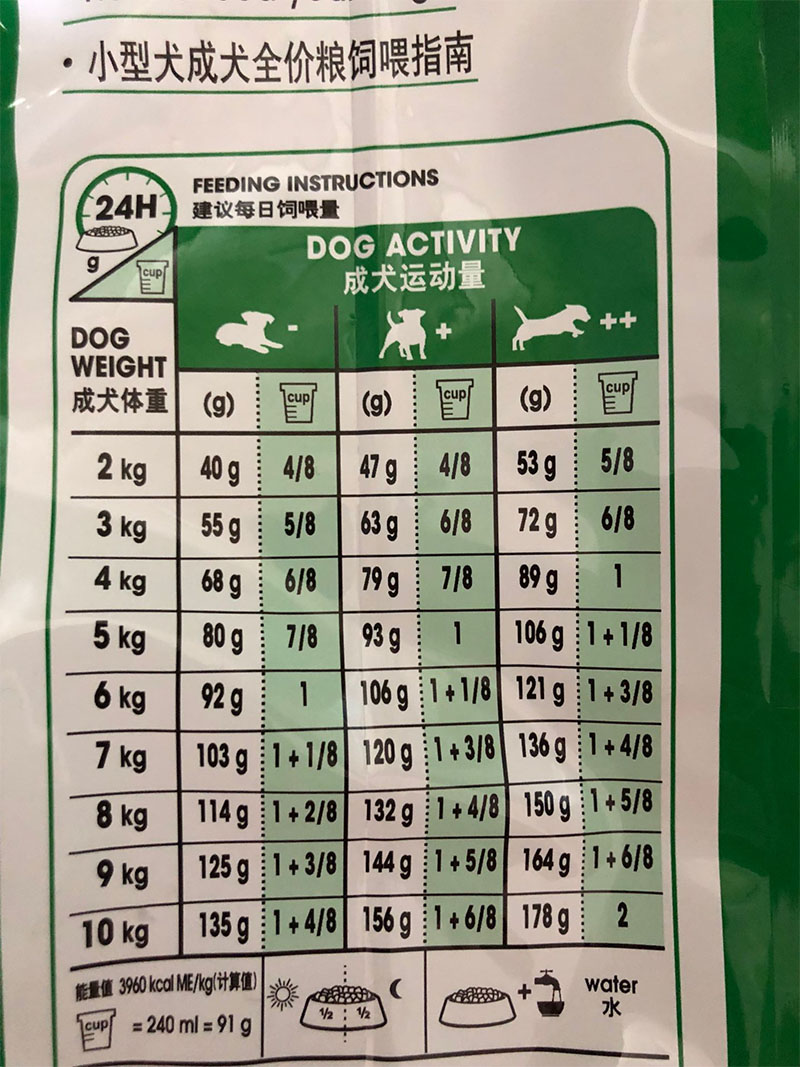 · 小型犬成犬全价粮饲喂指南
24H
FEEDING INSTRUCTIONS
建议每日饲喂量
g
cup
DOG ACTIVITY
成犬运动量
- + ++
DOG
WEIGHT
成犬体重
(g) cup (g) cup (g) cup
2 kg 40 g 4/8 47 g 4/8 53 g 5/8
3 kg 55 g 5/8 63 g 6/8 72 g 6/8
4 kg 68 g 6/8 79 g 7/8 89 g 1
5 kg 80 g 7/8 93 g 1 106 g 1+1/8
6 kg 92 g 1 106 g 1+1/8 121 g 1+3/8
7 kg 103 g 1+1/8 120 g 1+3/8 136 g 1+4/8
8 kg 114 g 1+2/8 132 g 1+4/8 150 g 1+5/8
9 kg 125 g 1+3/8 144 g 1+5/8 164 g 1+6/8
10 kg 135 g 1+4/8 156 g 1+6/8 178 g 2
能量值 3960 kcal ME/kg(计算值)
cup = 240 ml = 91 g
1/2 1/2
+
water
水